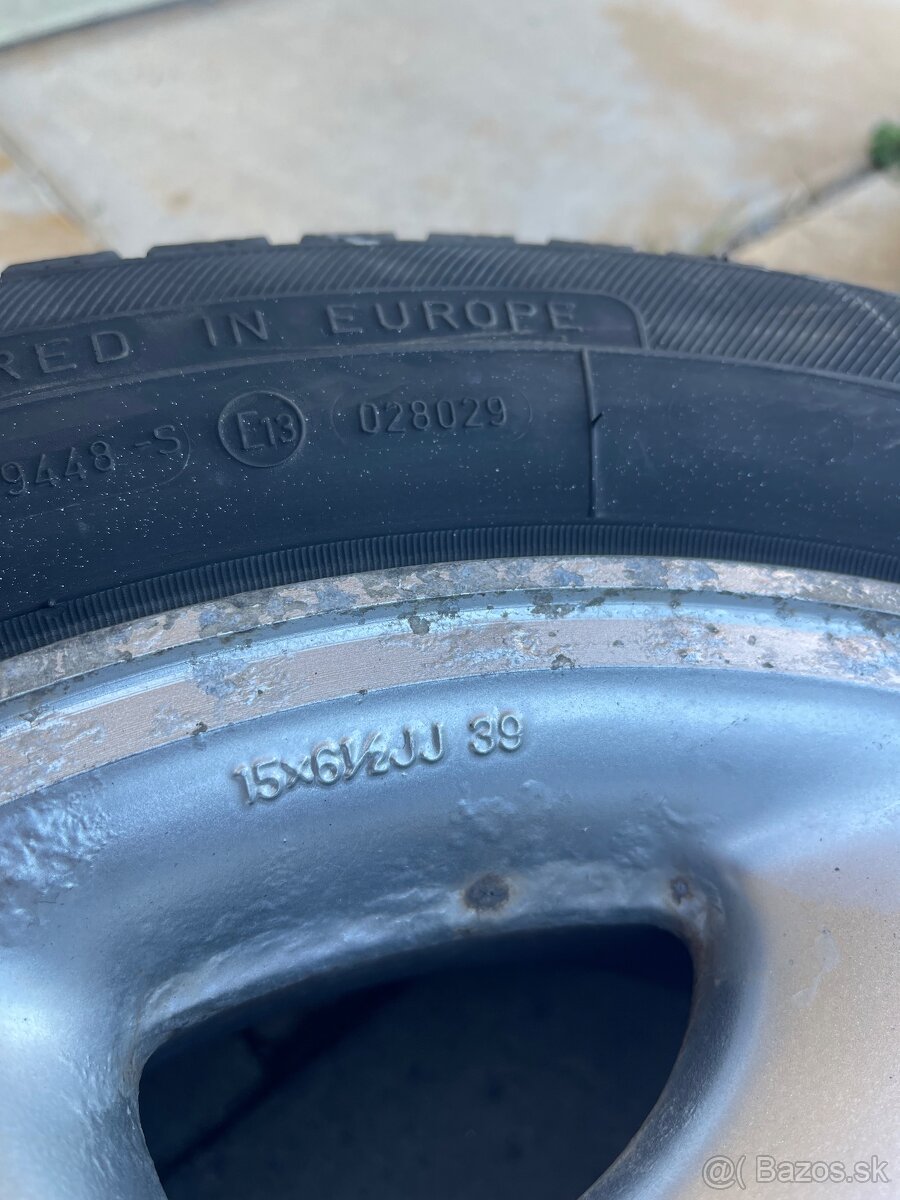 RED IN EUROPE
9448-S E13 028029
15x6½JJ 39
@( Bazos.sk